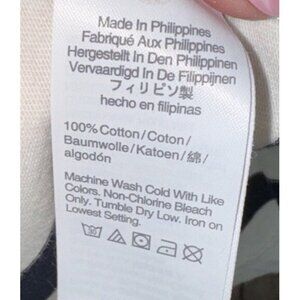 Made In Philippines
Fabriqué Aux Philippines
Hergestellt In Den Philippinen
Vervaardigd In De Filippijnen
フィリピン製
hecho en filipinas
100% Cotton/Coton/
Baumwolle/Katoen/綿/
algodón
Machine Wash Cold With Like
Colors. Non-Chlorine Bleach
Only. Tumble Dry Low. Iron on
Lowest Setting.